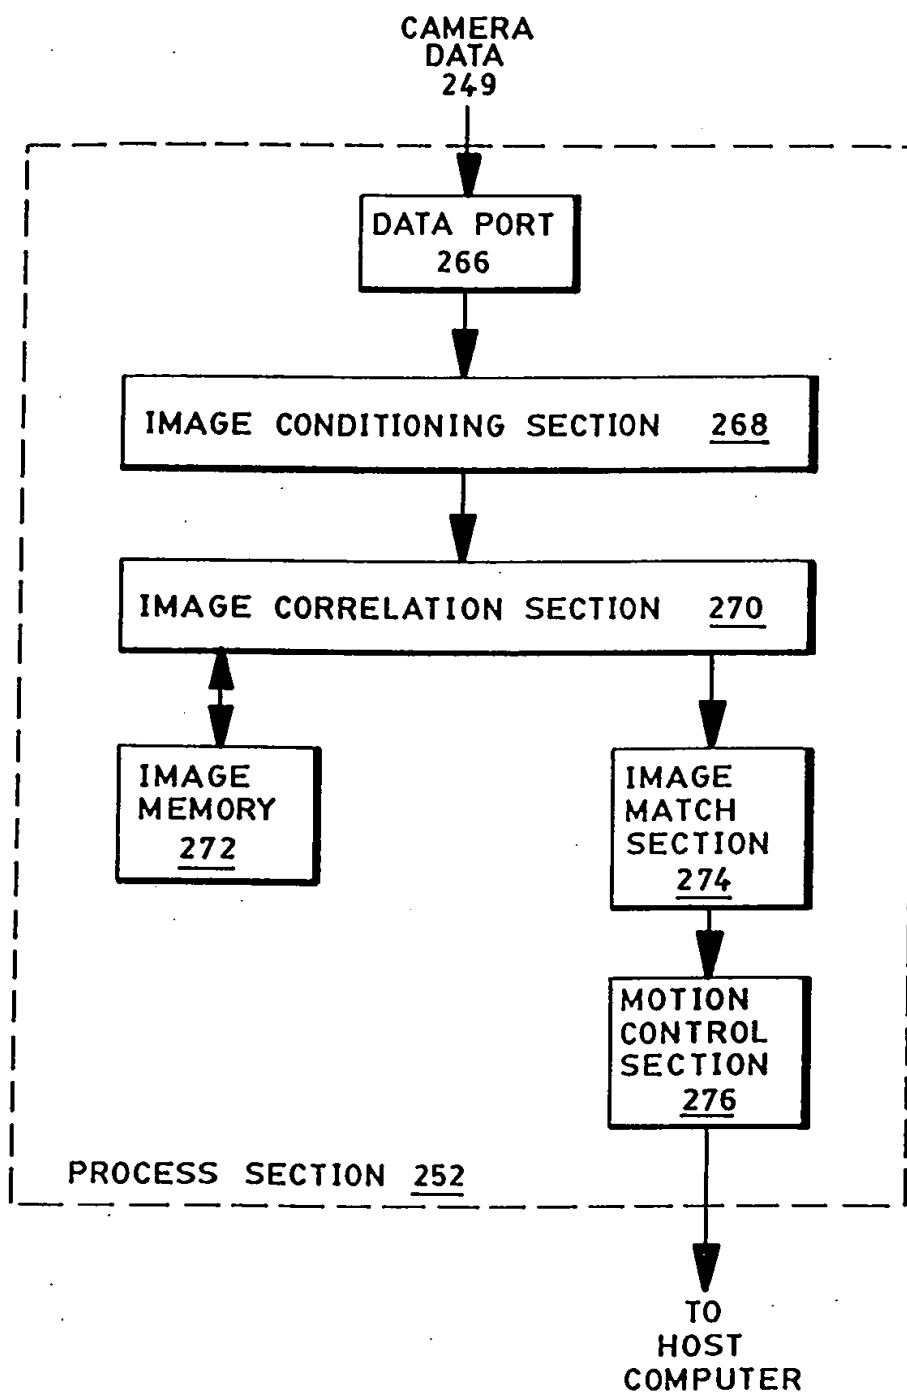 CAMERA
DATA
249
DATA PORT
266
IMAGE CONDITIONING SECTION 268
IMAGE CORRELATION SECTION 270
IMAGE
MEMORY
272
IMAGE
MATCH
SECTION
274
MOTION
CONTROL
SECTION
276
PROCESS SECTION 252
TO
HOST
COMPUTER